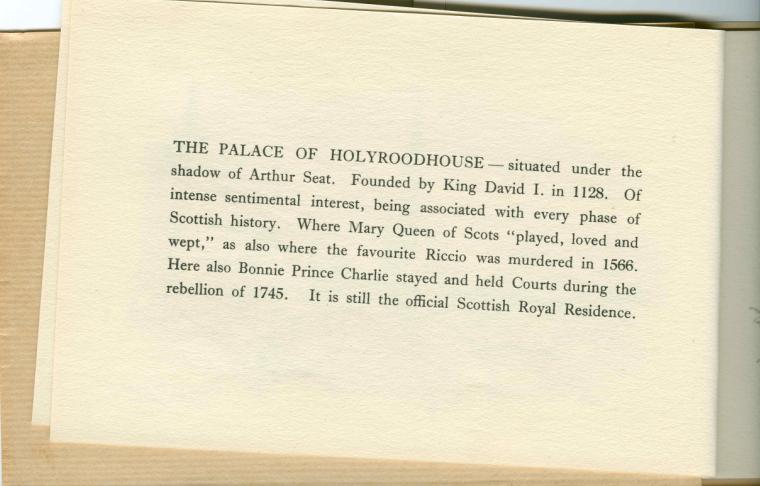 THE PALACE OF HOLYROODHOUSE — situated under the
shadow of Arthur Seat. Founded by King David I. in 1128. Of
intense sentimental interest, being associated with every phase of
Scottish history. Where Mary Queen of Scots "played, loved and
wept," as also where the favourite Riccio was murdered in 1566.
Here also Bonnie Prince Charlie stayed and held Courts during the
rebellion of 1745. It is still the official Scottish Royal Residence.